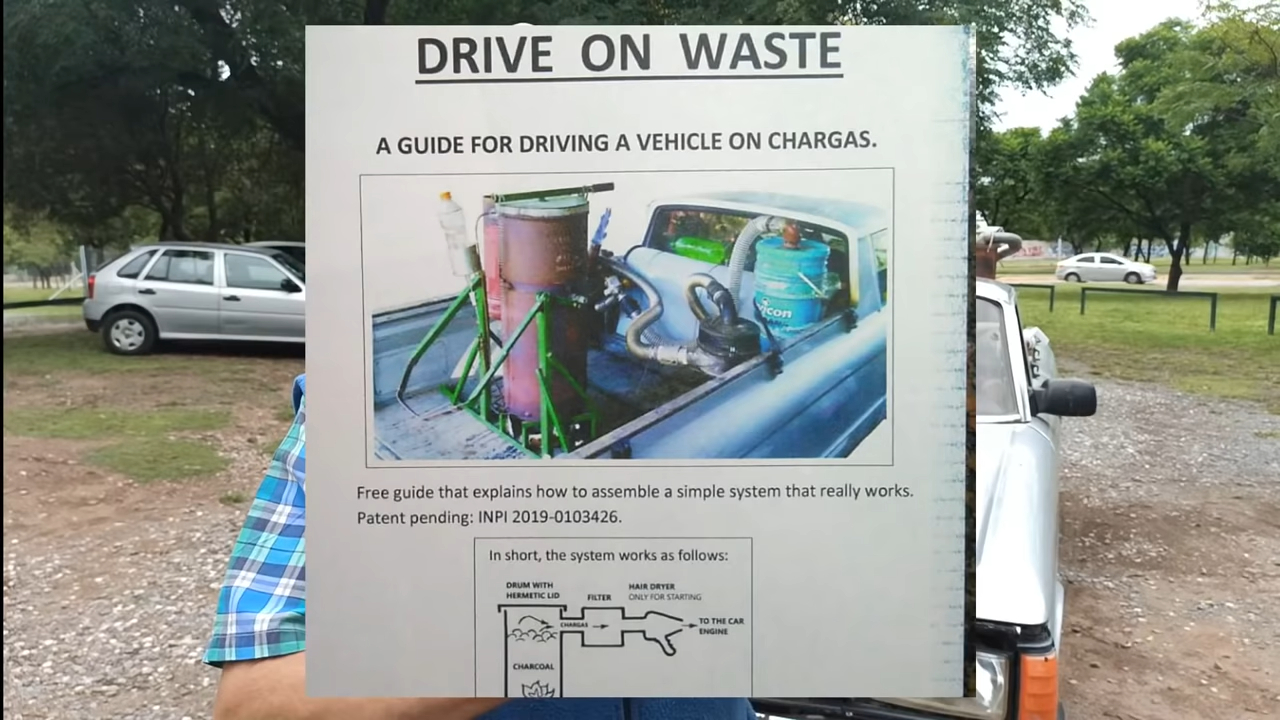 DRIVE ON WASTE
A GUIDE FOR DRIVING A VEHICLE ON CHARGAS.
Free guide that explains how to assemble a simple system that really works.
Patent pending: INPI 2019-0103426.
In short, the system works as follows:
DRUM WITH
HERMETIC LID
FILTER
HAIR DRYER
ONLY FOR STARTING
CHARGAS
TO THE CAR
ENGINE
CHARCOAL